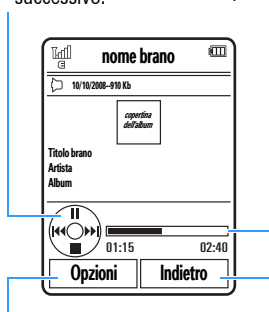 successivo.
nome brano
10/10/2008–910 Kb
copertina
dell'album
Titolo brano
Artista
Album
01:15 02:40
Opzioni Indietro